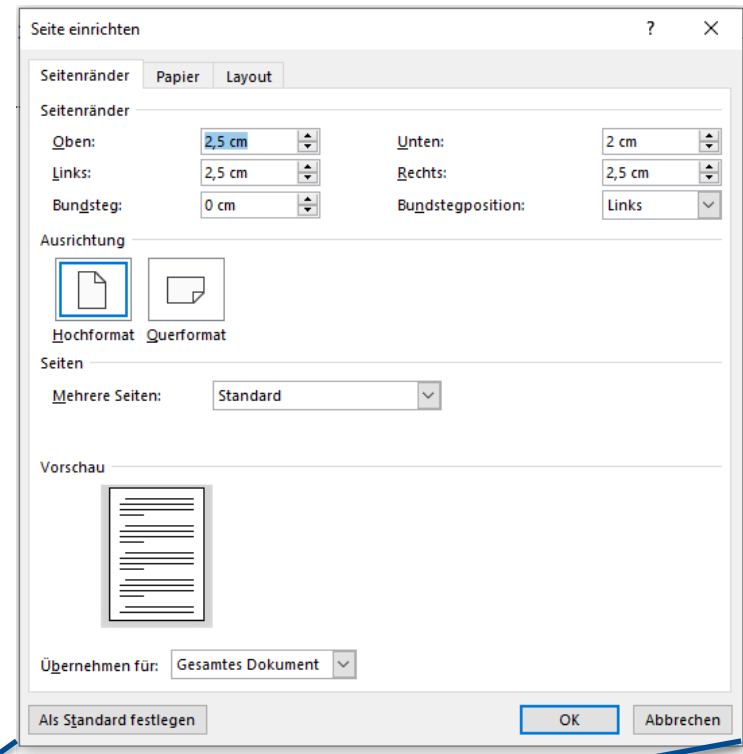 Seite einrichten ?
Seitenränder Papier Layout
Seitenränder
Oben: 2,5 cm Unten: 2 cm
Links: 2,5 cm Rechts: 2,5 cm
Bundsteg: 0 cm Bundstegposition: Links
Ausrichtung
Hochformat Querformat
Seiten
Mehrere Seiten: Standard
Vorschau
Übernehmen für: Gesamtes Dokument
Als Standard festlegen OK Abbrechen